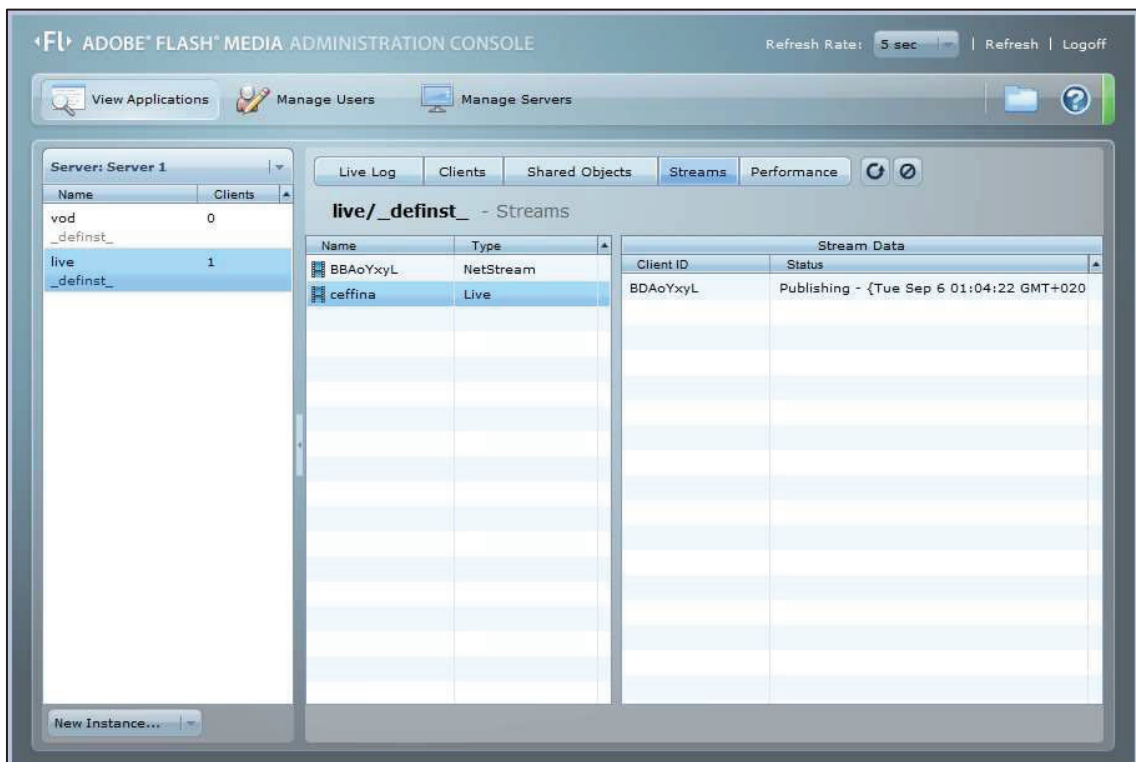 Fl ADOBE® FLASH® MEDIA ADMINISTRATION CONSOLE
Refresh Rate: 5 sec | Refresh | Logoff
View Applications Manage Users Manage Servers
Server: Server 1
Name Clients
vod 0
_definst_
live 1
_definst_
New Instance...
Live Log Clients Shared Objects Streams Performance
live/_definst_ - Streams
Name Type
BBAoYxyL NetStream
ceffina Live
Stream Data
Client ID Status
BDAoYxyL Publishing - {Tue Sep 6 01:04:22 GMT+020